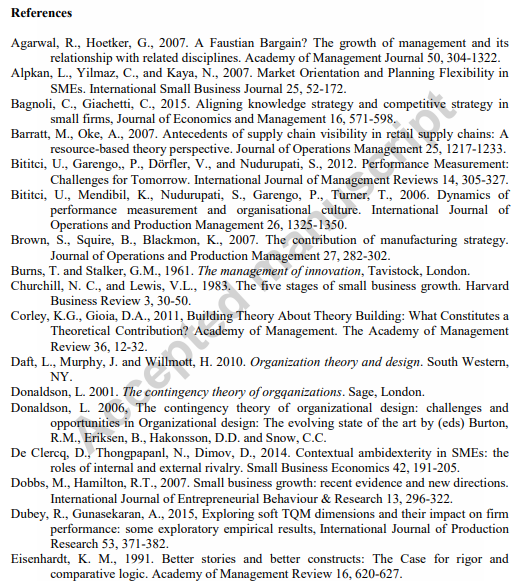 References
Agarwal, R., Hoetker, G., 2007. A Faustian Bargain? The growth of management and its
relationship with related disciplines. Academy of Management Journal 50, 304-1322.
Alpkan, L., Yilmaz, C., and Kaya, N., 2007. Market Orientation and Planning Flexibility in
SMEs. International Small Business Journal 25, 52-172.
Bagnoli, C., Giachetti, C., 2015. Aligning knowledge strategy and competitive strategy in
small firms, Journal of Economics and Management 16, 571-598.
Barratt, M., Oke, A., 2007. Antecedents of supply chain visibility in retail supply chains: A
resource-based theory perspective. Journal of Operations Management 25, 1217-1233.
Bititci, U., Garengo,, P., Dörfler, V., and Nudurupati, S., 2012. Performance Measurement:
Challenges for Tomorrow. International Journal of Management Reviews 14, 305-327.
Bititci, U., Mendibil, K., Nudurupati, S., Garengo, P., Turner, T., 2006. Dynamics of
performance measurement and organisational culture. International Journal of
Operations and Production Management 26, 1325-1350.
Brown, S., Squire, B., Blackmon, K., 2007. The contribution of manufacturing strategy.
Journal of Operations and Production Management 27, 282-302.
Burns, T. and Stalker, G.M., 1961. The management of innovation, Tavistock, London.
Churchill, N. C., and Lewis, V.L., 1983. The five stages of small business growth. Harvard
Business Review 3, 30-50.
Corley, K.G., Gioia, D.A., 2011, Building Theory About Theory Building: What Constitutes a
Theoretical Contribution? Academy of Management. The Academy of Management
Review 36, 12-32.
Daft, L., Murphy, J. and Willmott, H. 2010. Organization theory and design. South Western,
NY.
Donaldson, L. 2001. The contingency theory of orgqanizations. Sage, London.
Donaldson, L. 2006, The contingency theory of organizational design: challenges and
opportunities in Organizational design: The evolving state of the art by (eds) Burton,
R.M., Eriksen, B., Hakonsson, D.D. and Snow, C.C.
De Clercq, D., Thongpapanl, N., Dimov, D., 2014. Contextual ambidexterity in SMEs: the
roles of internal and external rivalry. Small Business Economics 42, 191-205.
Dobbs, M., Hamilton, R.T., 2007. Small business growth: recent evidence and new directions.
International Journal of Entrepreneurial Behaviour & Research 13, 296-322.
Dubey, R., Gunasekaran, A., 2015, Exploring soft TQM dimensions and their impact on firm
performance: some exploratory empirical results, International Journal of Production
Research 53, 371-382.
Eisenhardt, K. M., 1991. Better stories and better constructs: The Case for rigor and
comparative logic. Academy of Management Review 16, 620-627.
Accepted manuscript